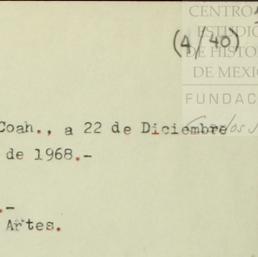 CENTRO
ESTUDIO
DE HISTO
DE MEXIC
FUNDAC
(4/40)
Coah., a 22 de Diciembre
de 1968.-
.-
Artes.